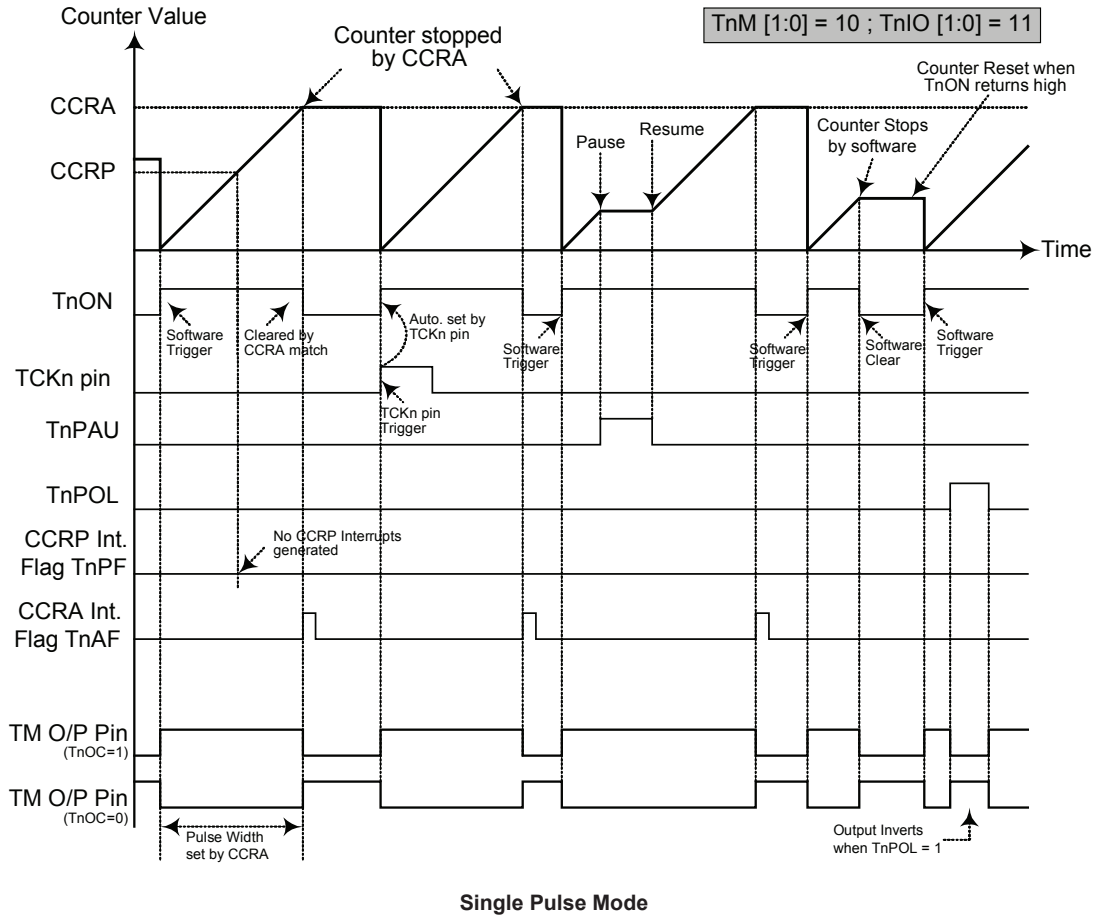 Counter Value
TnM [1:0] = 10 ; TnIO [1:0] = 11
Counter stopped
by CCRA
Counter Reset when
TnON returns high
CCRA
Pause
Resume
Counter Stops
by software
CCRP
Time
TnON
Software
Trigger
Cleared by
CCRA match
Auto. set by
TCKn pin
Software
Trigger
Software
Trigger
Software
Clear
Software
Trigger
TCKn pin
TCKn pin
Trigger
TnPAU
TnPOL
CCRP Int.
Flag TnPF
No CCRP Interrupts
generated
CCRA Int.
Flag TnAF
TM O/P Pin
(TnOC=1)
TM O/P Pin
(TnOC=0)
Pulse Width
set by CCRA
Output Inverts
when TnPOL = 1
Single Pulse Mode